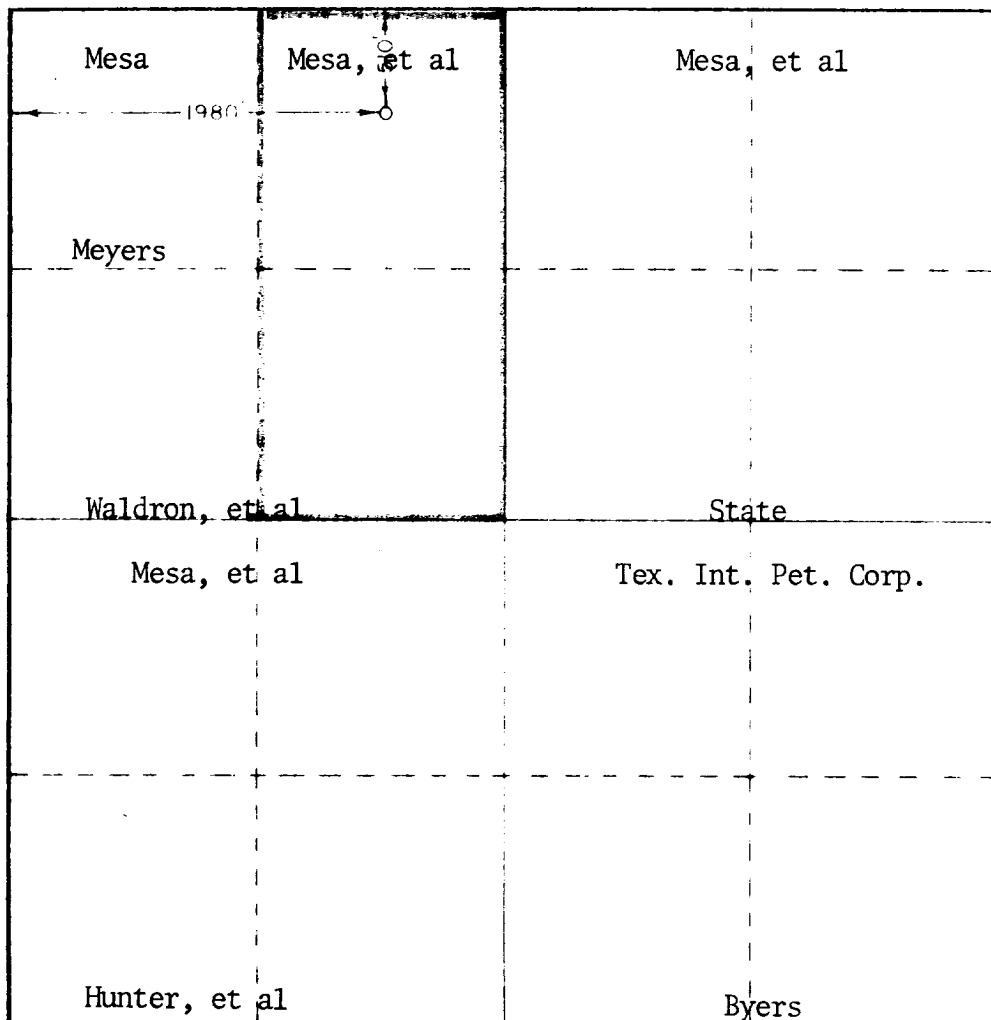 Mesa
Mesa, et al
Mesa, et al
1980'
Meyers
Waldron, et al
State
Mesa, et al
Tex. Int. Pet. Corp.
Hunter, et al
Byers